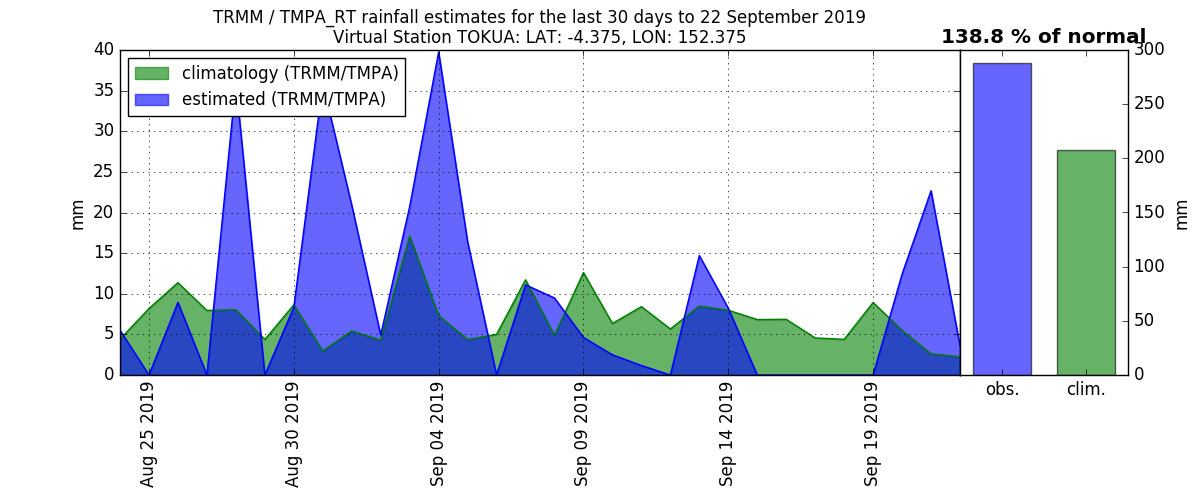 TRMM / TMPA_RT rainfall estimates for the last 30 days to 22 September 2019
Virtual Station TOKUA: LAT: -4.375, LON: 152.375
138.8 % of normal
climatology (TRMM/TMPA)
estimated (TRMM/TMPA)
40
35
30
25
20
15
10
5
0
mm
Aug 25 2019
Aug 30 2019
Sep 04 2019
Sep 09 2019
Sep 14 2019
Sep 19 2019
obs.
clim.
300
250
200
150
100
50
0
mm